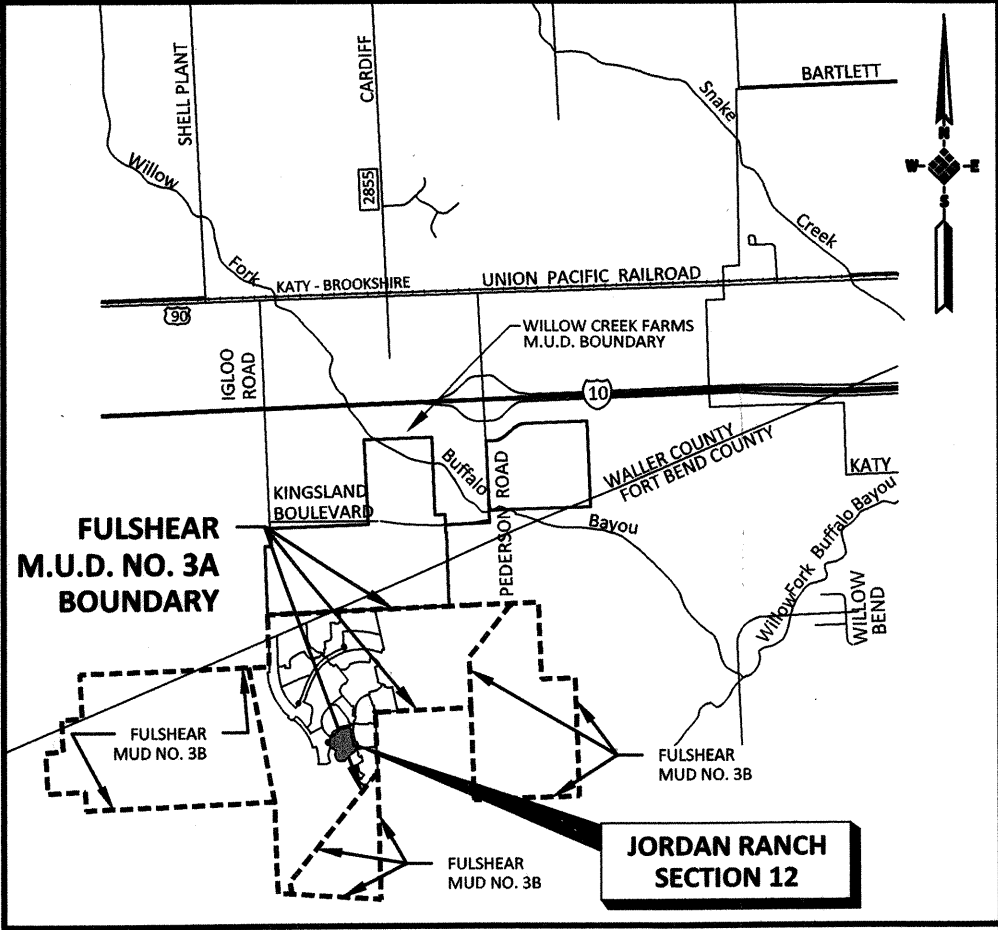 SHELL PLANT
CARDIFF
BARTLETT
Snake
N
W
E
S
Willow
2855
Creek
Fork
KATY - BROOKSHIRE
UNION PACIFIC RAILROAD
90
WILLOW CREEK FARMS
M.U.D. BOUNDARY
IGLOO
ROAD
10
WALLER COUNTY
FORT BEND COUNTY
Buffalo
PEDERSON ROAD
KATY
KINGSLAND
BOULEVARD
Bayou
Willow Fork Buffalo Bayou
FULSHEAR
M.U.D. NO. 3A
BOUNDARY
WILLOW
BEND
FULSHEAR
MUD NO. 3B
FULSHEAR
MUD NO. 3B
FULSHEAR
MUD NO. 3B
JORDAN RANCH
SECTION 12